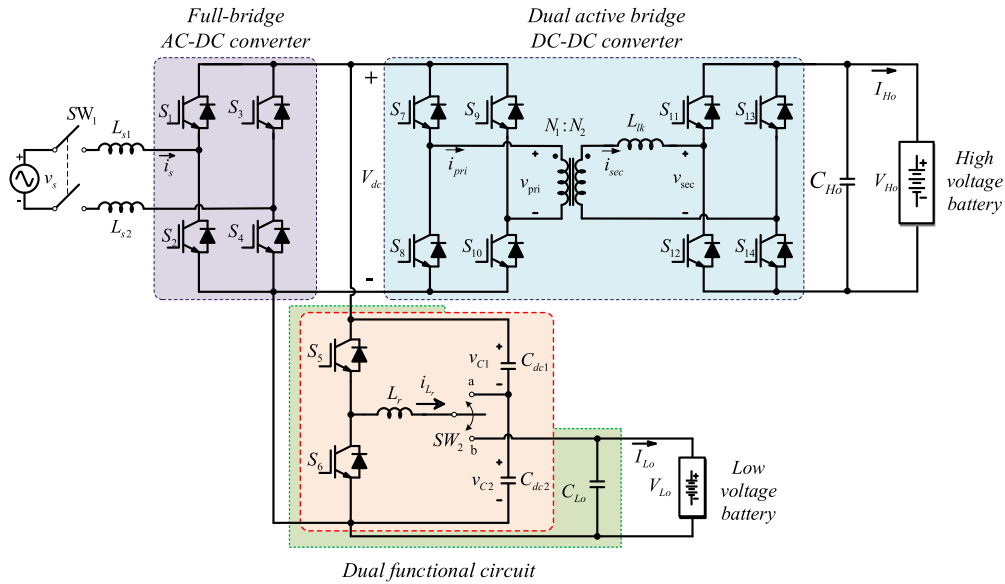 Full-bridge
AC-DC converter
Dual active bridge
DC-DC converter
SW1
Ls1
is
vs
Ls2
S1
S3
S2
S4
+
Vdc
-
S7
S9
S8
S10
ipri
N1 : N2
+
vpri
-
isec
Llk
+
vsec
-
S11
S13
S12
S14
CHo
IHo
VHo
+
-
High
voltage
battery
S5
S6
Lr
iLr
SW2
a
b
+
vC1
-
Cdc1
+
vC2
-
Cdc2
CLo
ILo
VLo
+
-
Low
voltage
battery
Dual functional circuit